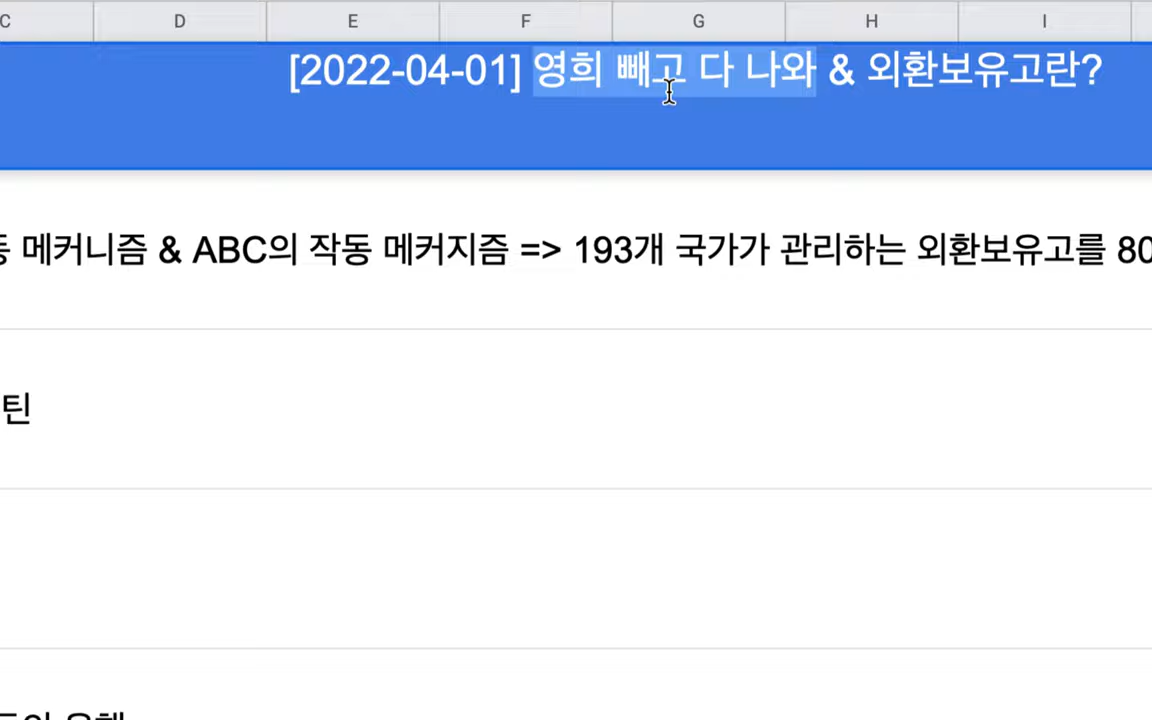 C D E F G H I
[2022-04-01] 영희 빼고 다 나와 & 외환보유고란?
메커니즘 & ABC의 작동 메커지즘 => 193개 국가가 관리하는 외환보유고를 80
틴